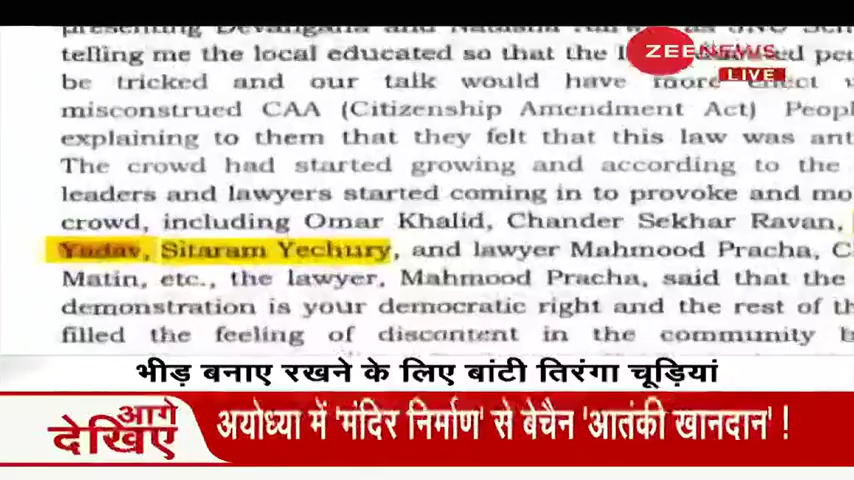 presenting Devangana and Natasha
telling me the local educated so that the
be tricked and our talk would have more effect
misconstrued CAA (Citizenship Amendment Act) Peopl
explaining to them that they felt that this law was ant
The crowd had started growing and according to the
leaders and lawyers started coming in to provoke and mo
crowd, including Omar Khalid, Chander Sekhar Ravan,
Yadav, Sitaram Yechury, and lawyer Mahmood Pracha, C
Matin, etc., the lawyer, Mahmood Pracha, said that the
demonstration is your democratic right and the rest of th
filled the feeling of discontent in the community b
ZEE NEWS
LIVE
भीड़ बनाए रखने के लिए बांटी तिरंगा चूड़ियां
आगे देखिए
अयोध्या में 'मंदिर निर्माण' से बेचैन 'आतंकी खानदान' !